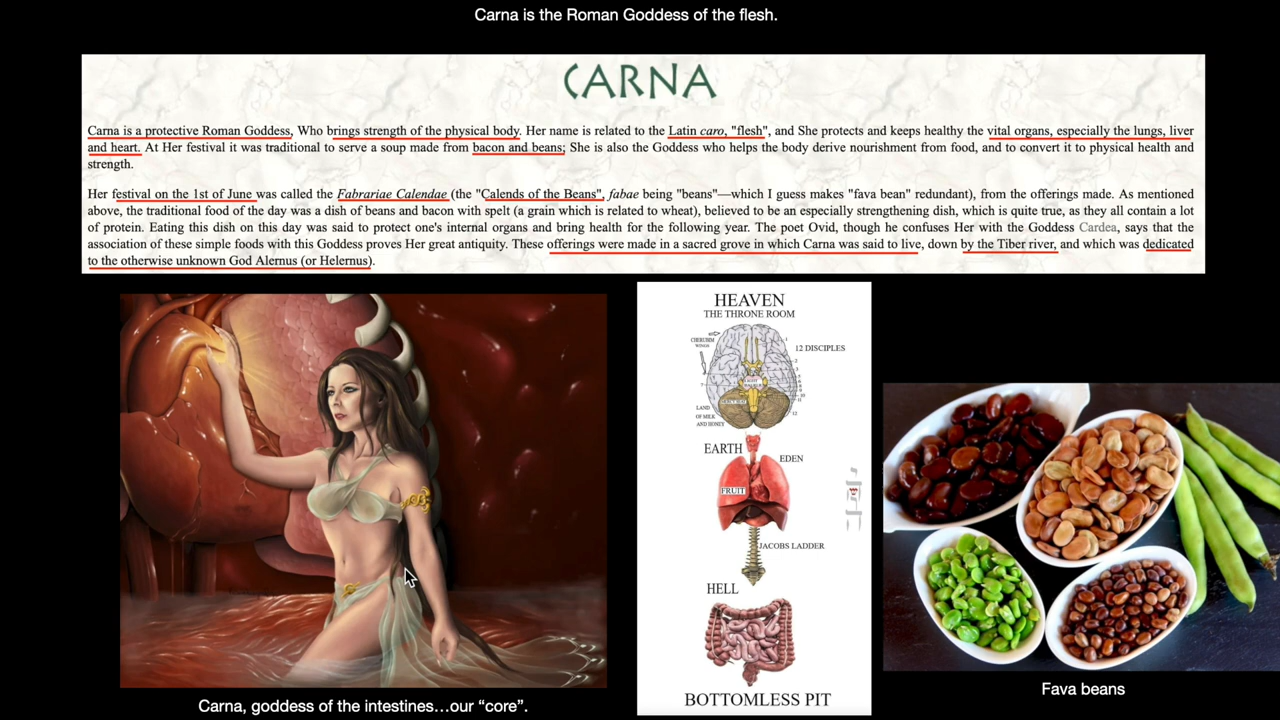 Carna is the Roman Goddess of the flesh.
CARNA
Carna is a protective Roman Goddess, Who brings strength of the physical body. Her name is related to the Latin caro, "flesh", and She protects and keeps healthy the vital organs, especially the lungs, liver
and heart. At Her festival it was traditional to serve a soup made from bacon and beans; She is also the Goddess who helps the body derive nourishment from food, and to convert it to physical health and
strength.
Her festival on the 1st of June was called the Fabrariae Calendae (the "Calends of the Beans", fabae being "beans"—which I guess makes "fava bean" redundant), from the offerings made. As mentioned
above, the traditional food of the day was a dish of beans and bacon with spelt (a grain which is related to wheat), believed to be an especially strengthening dish, which is quite true, as they all contain a lot
of protein. Eating this dish on this day was said to protect one's internal organs and bring health for the following year. The poet Ovid, though he confuses Her with the Goddess Cardea, says that the
association of these simple foods with this Goddess proves Her great antiquity. These offerings were made in a sacred grove in which Carna was said to live, down by the Tiber river, and which was dedicated
to the otherwise unknown God Alernus (or Helernus).
HEAVEN
THE THRONE ROOM
CHERUBIM
WINGS
12 DISCIPLES
MERCY SEAT
LAND
OF MILK
AND HONEY
EARTH
EDEN
FRUIT
JACOBS LADDER
HELL
BOTTOMLESS PIT
Carna, goddess of the intestines…our “core”.
Fava beans